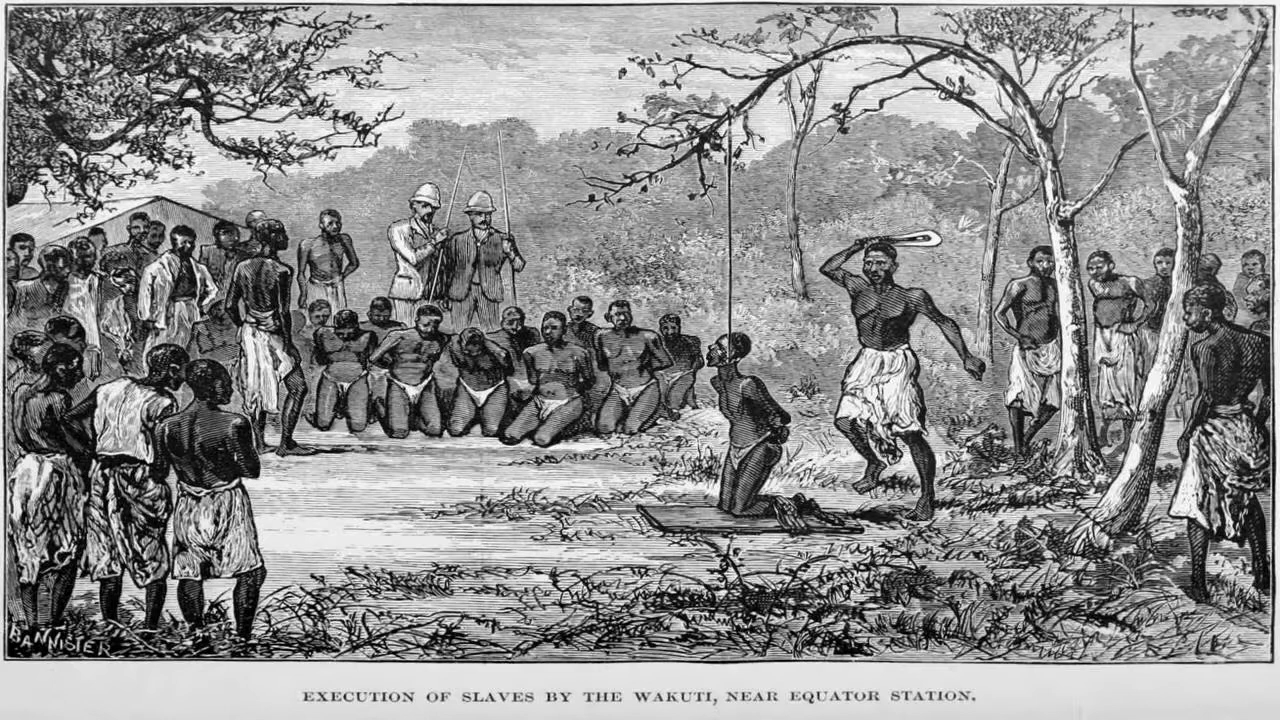 BANNISTER
EXECUTION OF SLAVES BY THE WAKUTI, NEAR EQUATOR STATION.